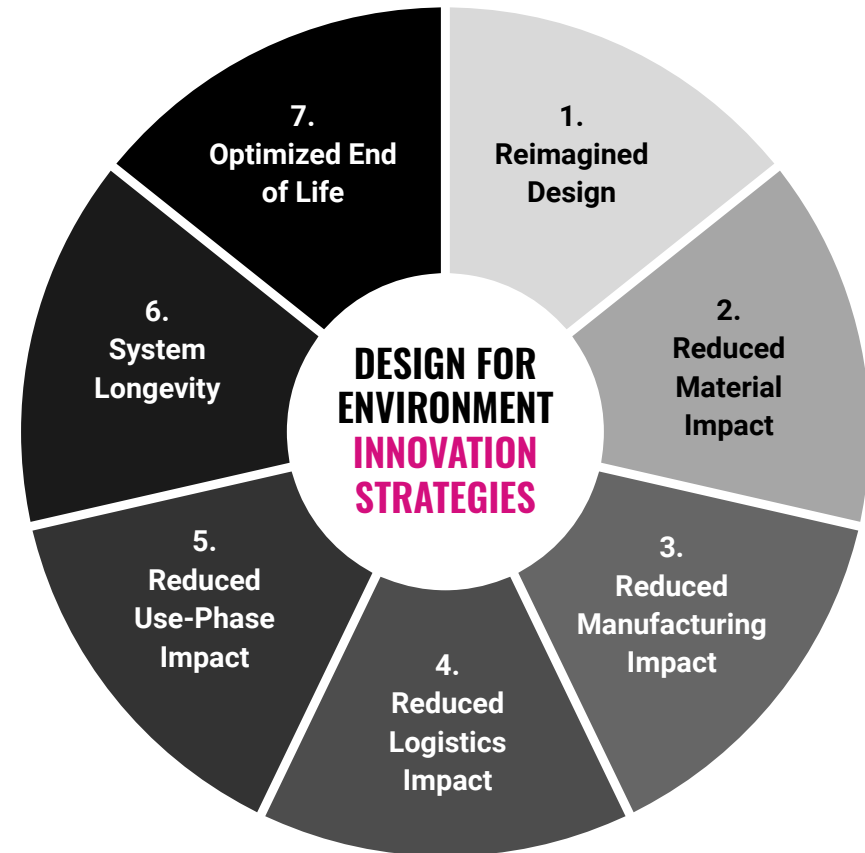 DESIGN FOR
ENVIRONMENT
INNOVATION
STRATEGIES
1.
Reimagined
Design
2.
Reduced
Material
Impact
3.
Reduced
Manufacturing
Impact
4.
Reduced
Logistics
Impact
5.
Reduced
Use-Phase
Impact
6.
System
Longevity
7.
Optimized End
of Life